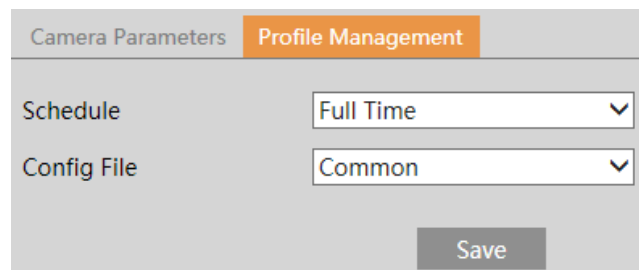 Camera Parameters Profile Management
Schedule Full Time
Config File Common
Save